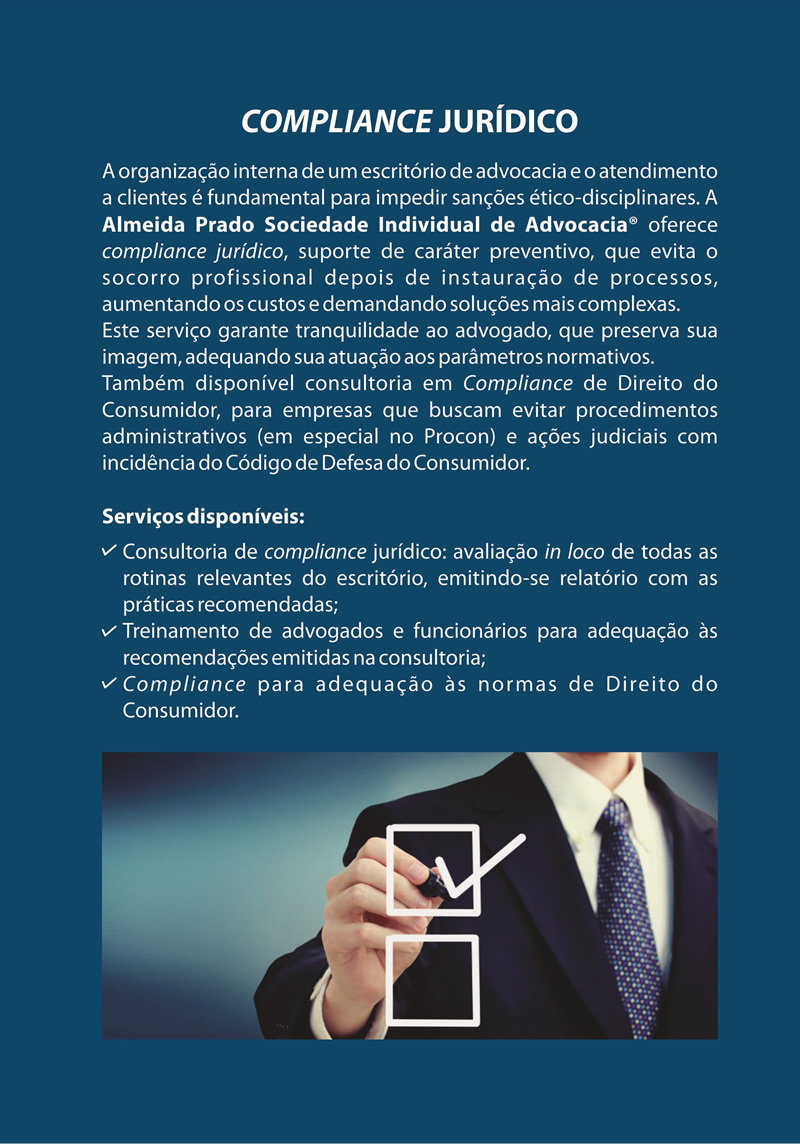 COMPLIANCE JURÍDICO
A organização interna de um escritório de advocacia e o atendimento
a clientes é fundamental para impedir sanções ético-disciplinares. A
Almeida Prado Sociedade Individual de Advocacia® oferece
compliance jurídico, suporte de caráter preventivo, que evita o
socorro profissional depois de instauração de processos,
aumentando os custos e demandando soluções mais complexas.
Este serviço garante tranquilidade ao advogado, que preserva sua
imagem, adequando sua atuação aos parâmetros normativos.
Também disponível consultoria em Compliance de Direito do
Consumidor, para empresas que buscam evitar procedimentos
administrativos (em especial no Procon) e ações judiciais com
incidência do Código de Defesa do Consumidor.
Serviços disponíveis:
✓ Consultoria de compliance jurídico: avaliação in loco de todas as
rotinas relevantes do escritório, emitindo-se relatório com as
práticas recomendadas;
✓ Treinamento de advogados e funcionários para adequação às
recomendações emitidas na consultoria;
✓ Compliance para adequação às normas de Direito do
Consumidor.